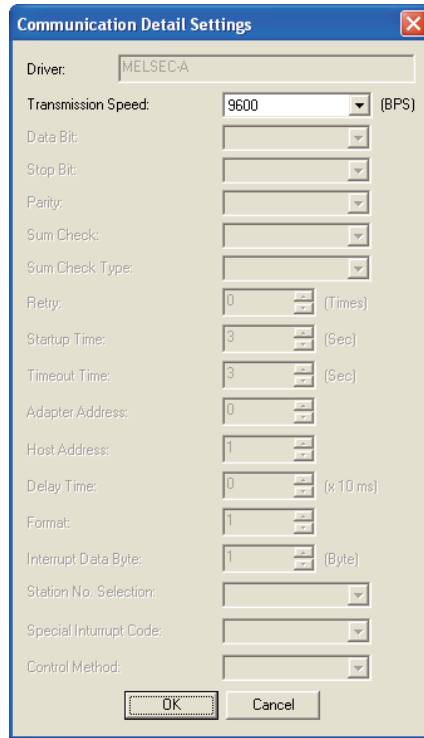 Communication Detail Settings
Driver: MELSEC-A
Transmission Speed: 9600 (BPS)
Data Bit:
Stop Bit:
Parity:
Sum Check:
Sum Check Type:
Retry: 0 (Times)
Startup Time: 3 (Sec)
Timeout Time: 3 (Sec)
Adapter Address: 0
Host Address: 1
Delay Time: 0 (x 10 ms)
Format: 1
Interrupt Data Byte: 1 (Byte)
Station No. Selection:
Special Inturrupt Code:
Control Method:
OK Cancel